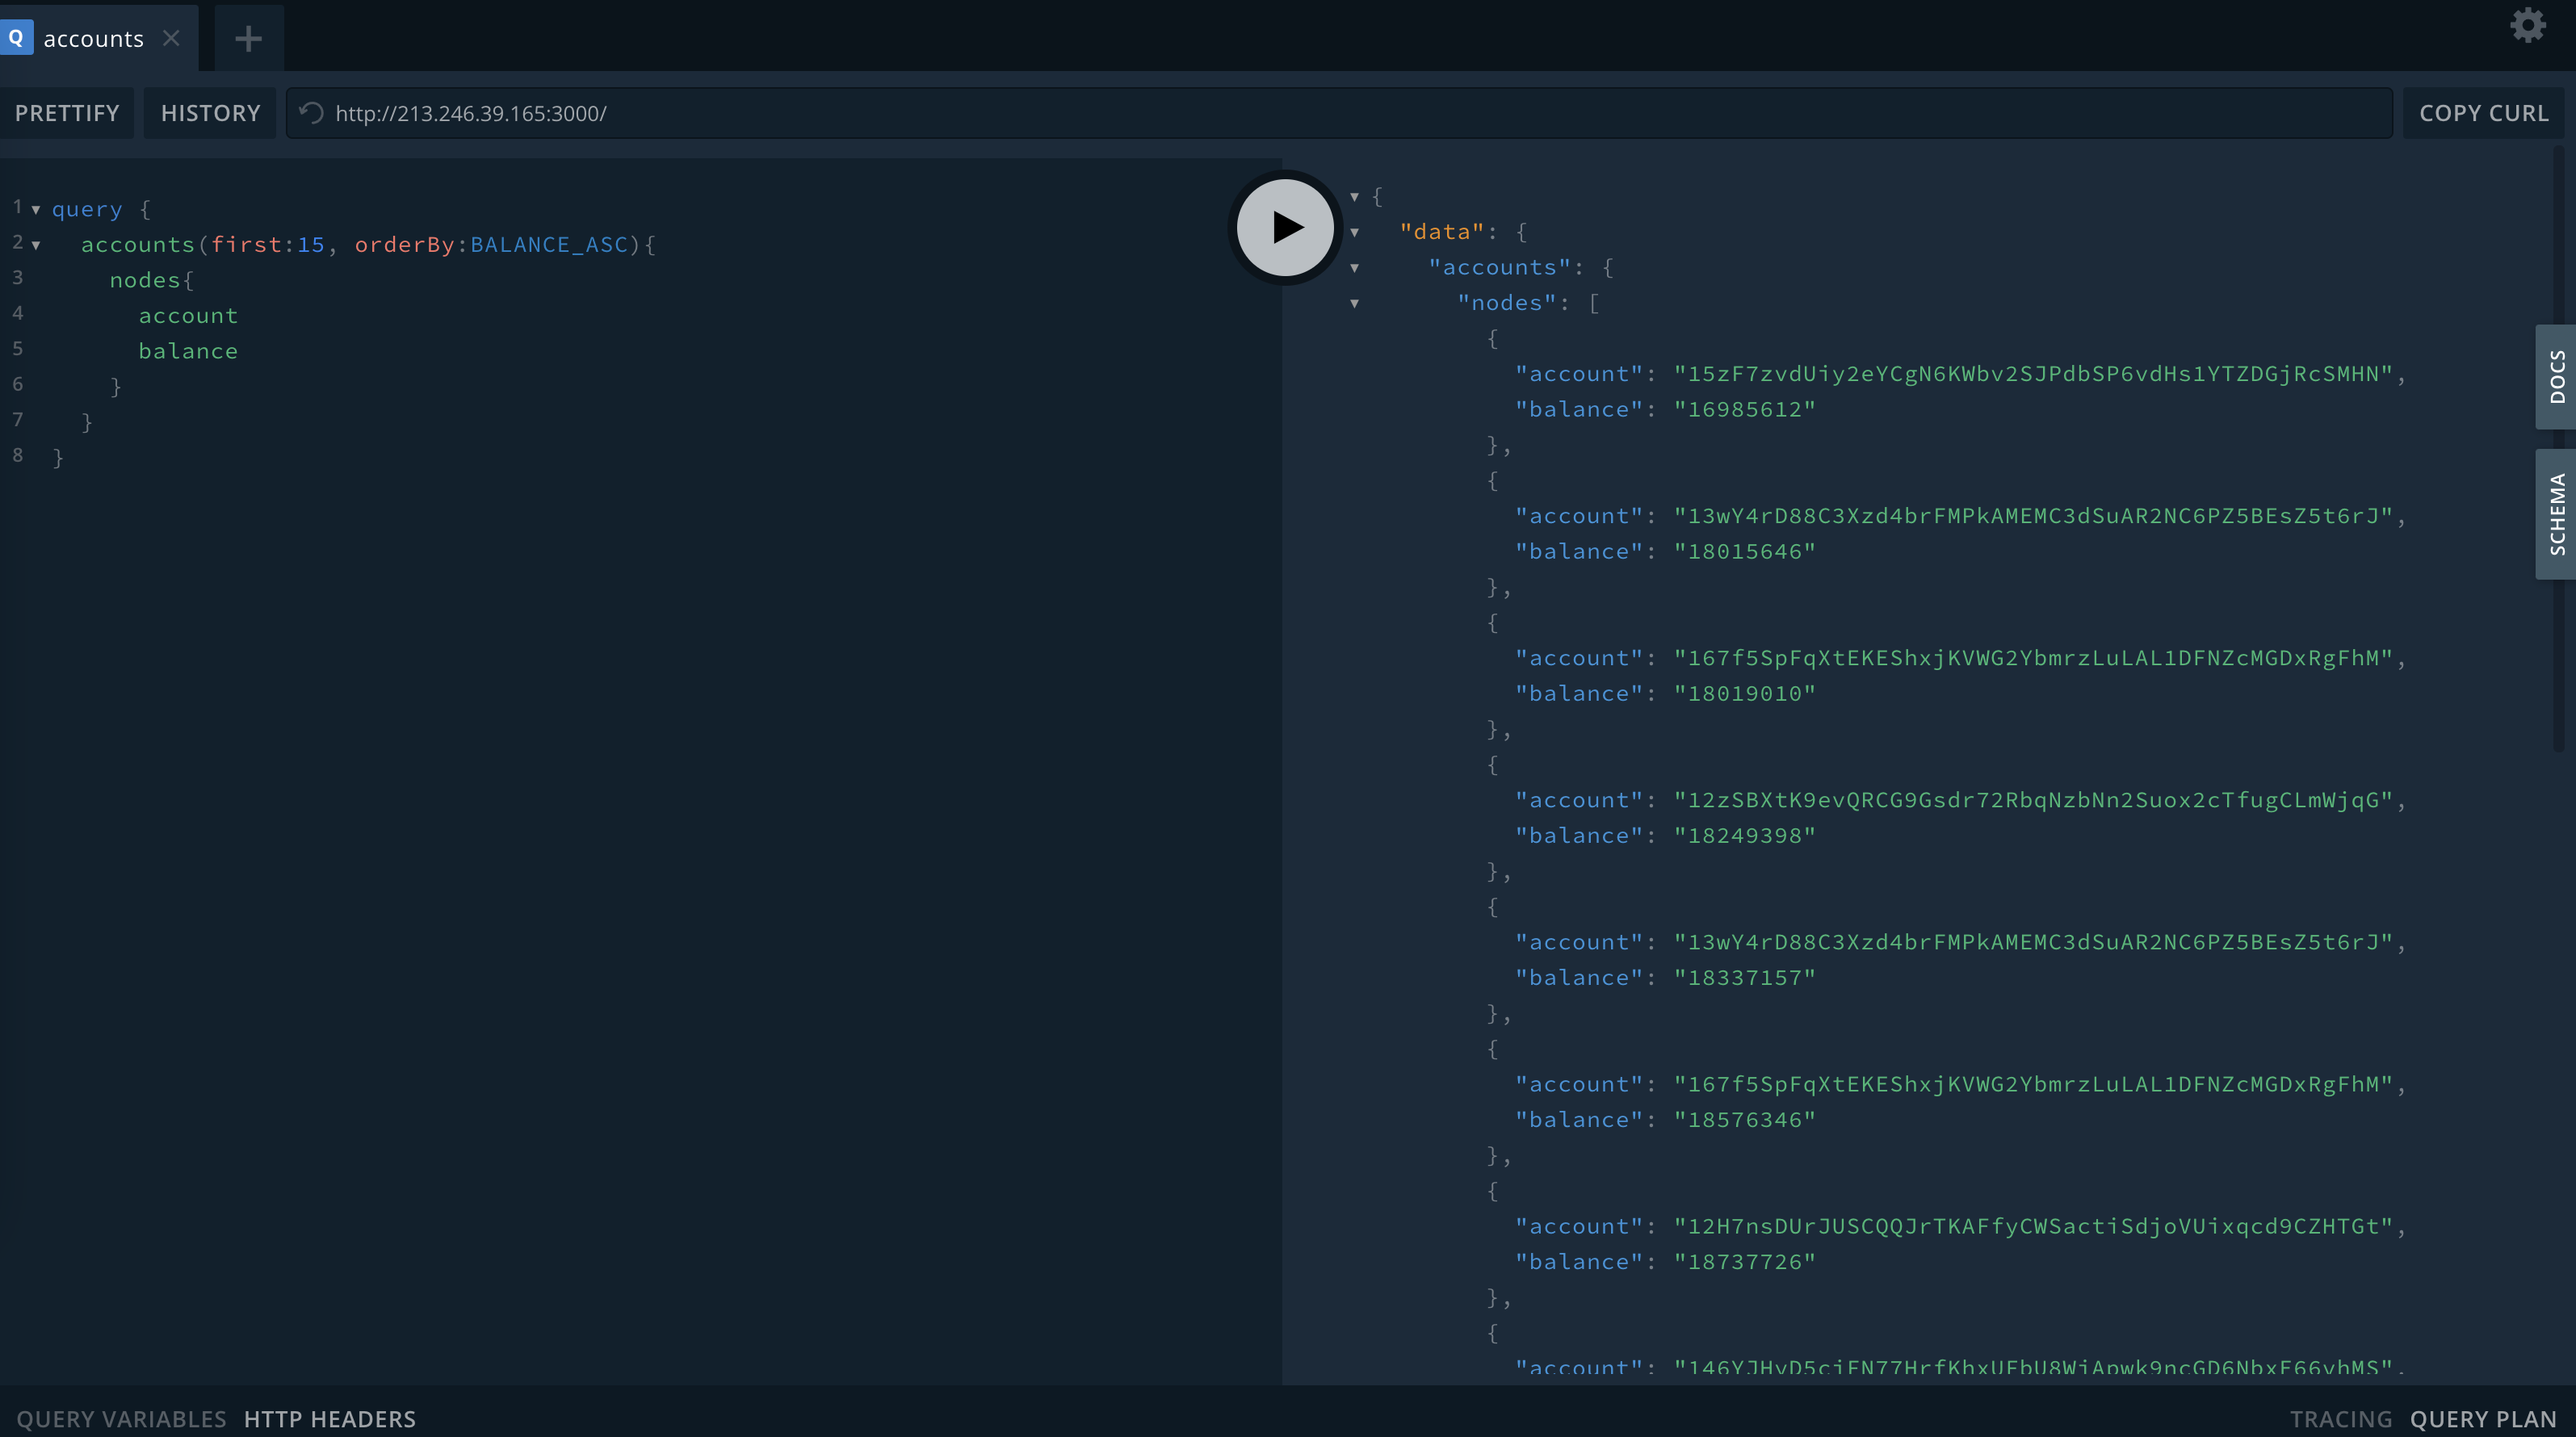 Q accounts
PRETTIFY HISTORY http://213.246.39.165:3000/ COPY CURL
1 query {
2 accounts(first:15, orderBy:BALANCE_ASC){
3 nodes{
4 account
5 balance
6 }
7 }
8 }
{
"data": {
"accounts": {
"nodes": [
{
"account": "15zF7zvdUiy2eYCgN6KWbv2SJPdbSP6vdHs1YTZDGjRcSMHN",
"balance": "16985612"
},
{
"account": "13wY4rD88C3Xzd4brFMPkAMEMC3dSuAR2NC6PZ5BEsZ5t6rJ",
"balance": "18015646"
},
{
"account": "167f5SpFqXtEKEShxjKVWG2YbmrzLuLAL1DFNZcMGDxRgFhM",
"balance": "18019010"
},
{
"account": "12zSBXtK9evQRCG9Gsdr72RbqNzbNn2Suox2cTfugCLmWjqG",
"balance": "18249398"
},
{
"account": "13wY4rD88C3Xzd4brFMPkAMEMC3dSuAR2NC6PZ5BEsZ5t6rJ",
"balance": "18337157"
},
{
"account": "167f5SpFqXtEKEShxjKVWG2YbmrzLuLAL1DFNZcMGDxRgFhM",
"balance": "18576346"
},
{
"account": "12H7nsDUrJUSCQQJrTKAFfyCWSactiSdjoVUixqcd9CZHTGt",
"balance": "18737726"
},
{
"account":
DOCS
SCHEMA
QUERY VARIABLES HTTP HEADERS
TRACING QUERY PLAN